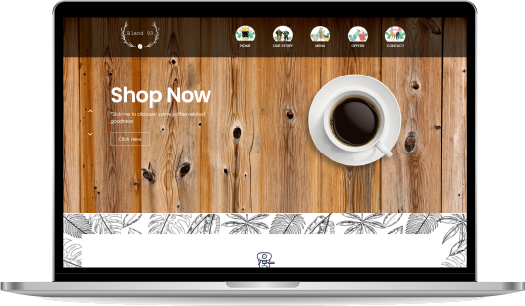 Blend 93
HOME
OUR STORY
MENU
OFFERS
CONTACT
Shop Now
Click me to discover some coffee related
goodness
Click Here